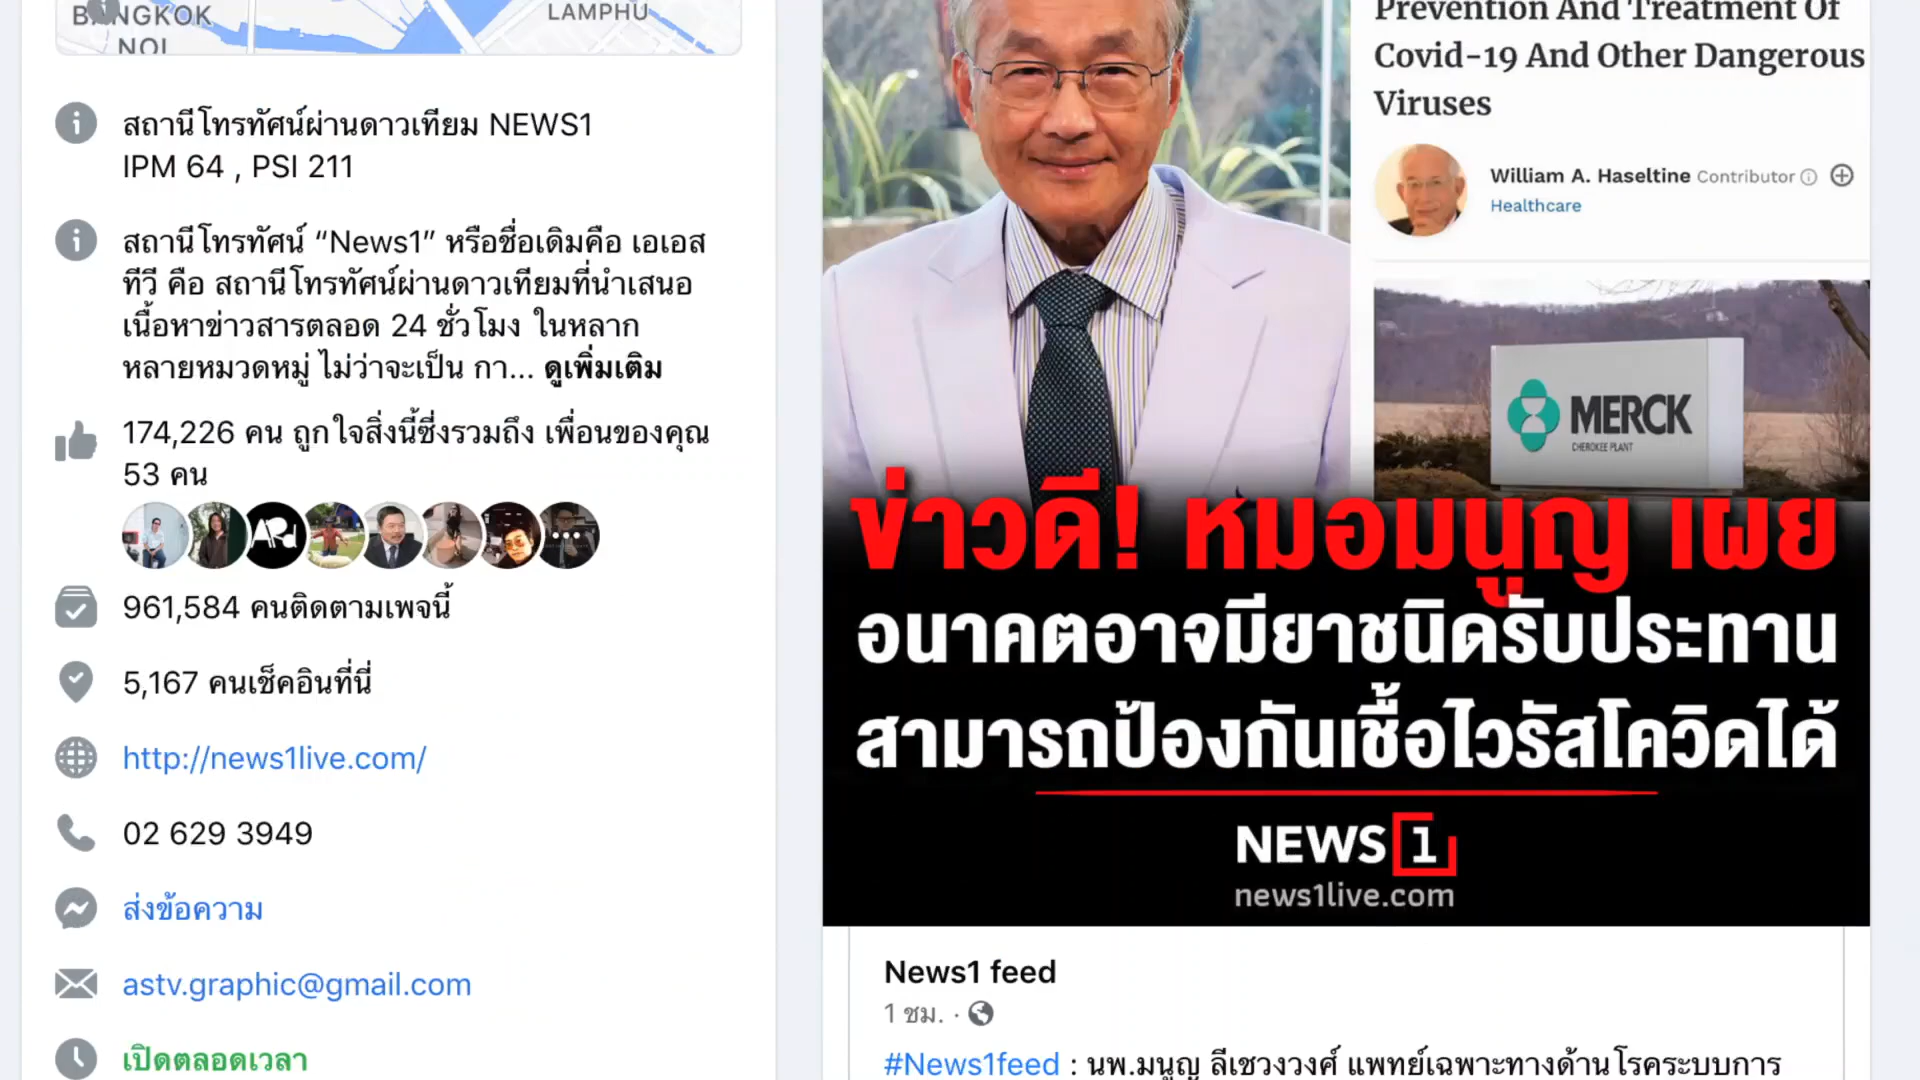 BANGKOK
NOI
LAMPHU
สถานีโทรทัศน์ผ่านดาวเทียม NEWS1
IPM 64 , PSI 211
สถานีโทรทัศน์ “News1” หรือชื่อเดิมคือ เอเอส
ทีวี คือ สถานีโทรทัศน์ผ่านดาวเทียมที่นำเสนอ
เนื้อหาข่าวสารตลอด 24 ชั่วโมง ในหลาก
หลายหมวดหมู่ ไม่ว่าจะเป็น กา... ดูเพิ่มเติม
174,226 คน ถูกใจสิ่งนี้ซึ่งรวมถึง เพื่อนของคุณ
53 คน
961,584 คนติดตามเพจนี้
5,167 คนเช็คอินที่นี่
http://news1live.com/
02 629 3949
ส่งข้อความ
astv.graphic@gmail.com
เปิดตลอดเวลา
Prevention And Treatment Of
Covid-19 And Other Dangerous
Viruses
William A. Haseltine Contributor
Healthcare
MERCK
CHEROKEE PLANT
ข่าวดี! หมอมนูญ เผย
อนาคตอาจมียาชนิดรับประทาน
สามารถป้องกันเชื้อไวรัสโควิดได้
NEWS 1
news1live.com
News1 feed
1 ชม. ·
#News1feed : นพ.มนูญ ลีเชวงวงศ์ แพทย์เฉพาะทางด้านโรคระบบการ